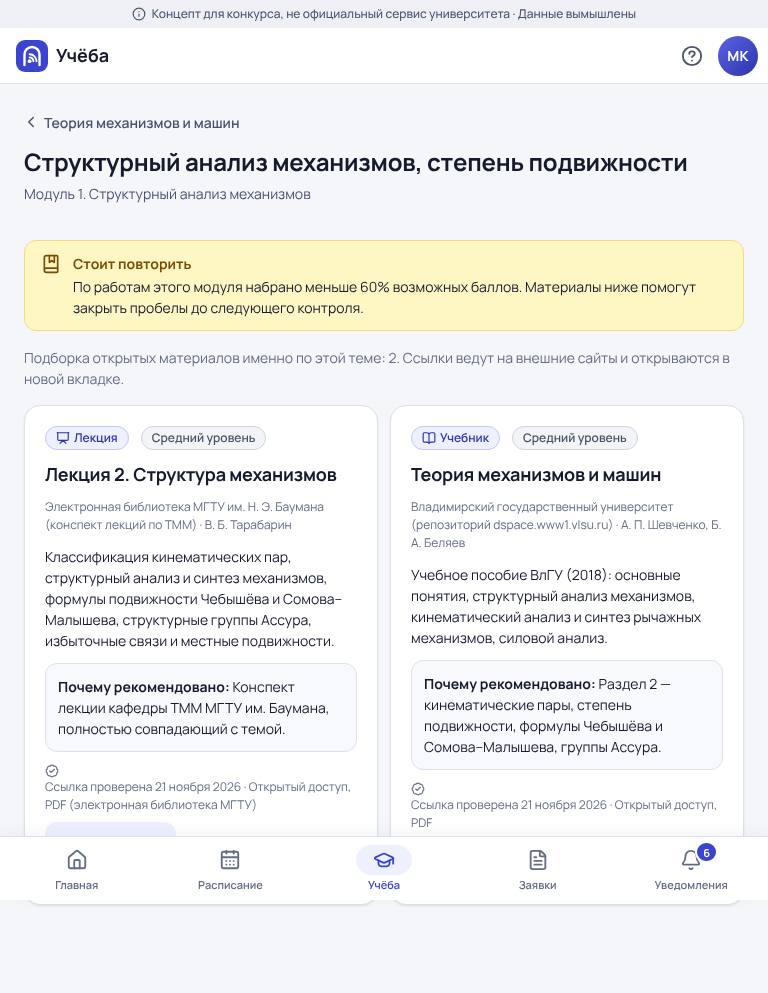 Концепт для конкурса, не официальный сервис университета · Данные вымышлены
Учёба
МК
Теория механизмов и машин
Структурный анализ механизмов, степень подвижности
Модуль 1. Структурный анализ механизмов
Стоит повторить
По работам этого модуля набрано меньше 60% возможных баллов. Материалы ниже помогут
закрыть пробелы до следующего контроля.
Подборка открытых материалов именно по этой теме: 2. Ссылки ведут на внешние сайты и открываются в
новой вкладке.
Лекция
Средний уровень
Лекция 2. Структура механизмов
Электронная библиотека МГТУ им. Н. Э. Баумана
(конспект лекций по ТММ) · В. Б. Тарабарин
Классификация кинематических пар,
структурный анализ и синтез механизмов,
формулы подвижности Чебышёва и Сомова–
Малышева, структурные группы Ассура,
избыточные связи и местные подвижности.
Почему рекомендовано: Конспект
лекции кафедры ТММ МГТУ им. Баумана,
полностью совпадающий с темой.
Ссылка проверена 21 ноября 2026 · Открытый доступ,
PDF (электронная библиотека МГТУ)
Учебник
Средний уровень
Теория механизмов и машин
Владимирский государственный университет
(репозиторий dspace.www1.vlsu.ru) · А. П. Шевченко, Б.
А. Беляев
Учебное пособие ВлГУ (2018): основные
понятия, структурный анализ механизмов,
кинематический анализ и синтез рычажных
механизмов, силовой анализ.
Почему рекомендовано: Раздел 2 —
кинематические пары, степень
подвижности, формулы Чебышёва и
Сомова–Малышева, группы Ассура.
Ссылка проверена 21 ноября 2026 · Открытый доступ,
PDF
Главная
Расписание
Учёба
Заявки
6
Уведомления